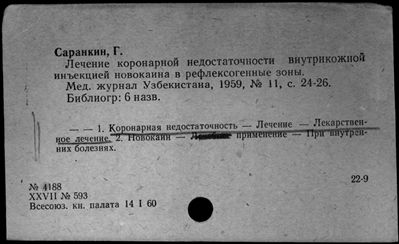 Саранкин, Г.
Лечение коронарной недостаточности внутрикожной
инъекцией новокаина в рефлексогенные зоны.
Мед. журнал Узбекистана, 1959, № 11, с. 24-26.
Библиогр: 6 назв.
— — 1. Коронарная недостаточность — Лечение — Лекарствен-
ное лечение. 2. Новокаин — применение — При внутрен-
них болезнях.
22-9
№ 4188
XXVII № 593
Всесоюз. кн. палата 14 I 60